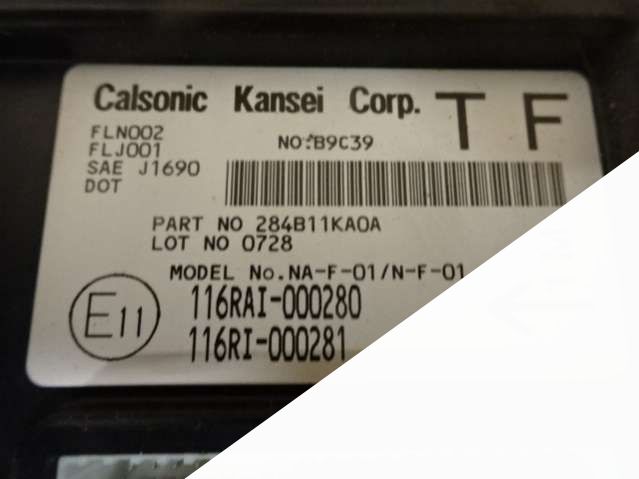 Calsonic Kansei Corp. T F
FLN002
FLJ001
SAE J1690
DOT
NO:B9C39
PART NO 284B11KA0A
LOT NO 0728
MODEL No.NA-F-01/N-F-01
E11
116RAI-000280
116RI-000281